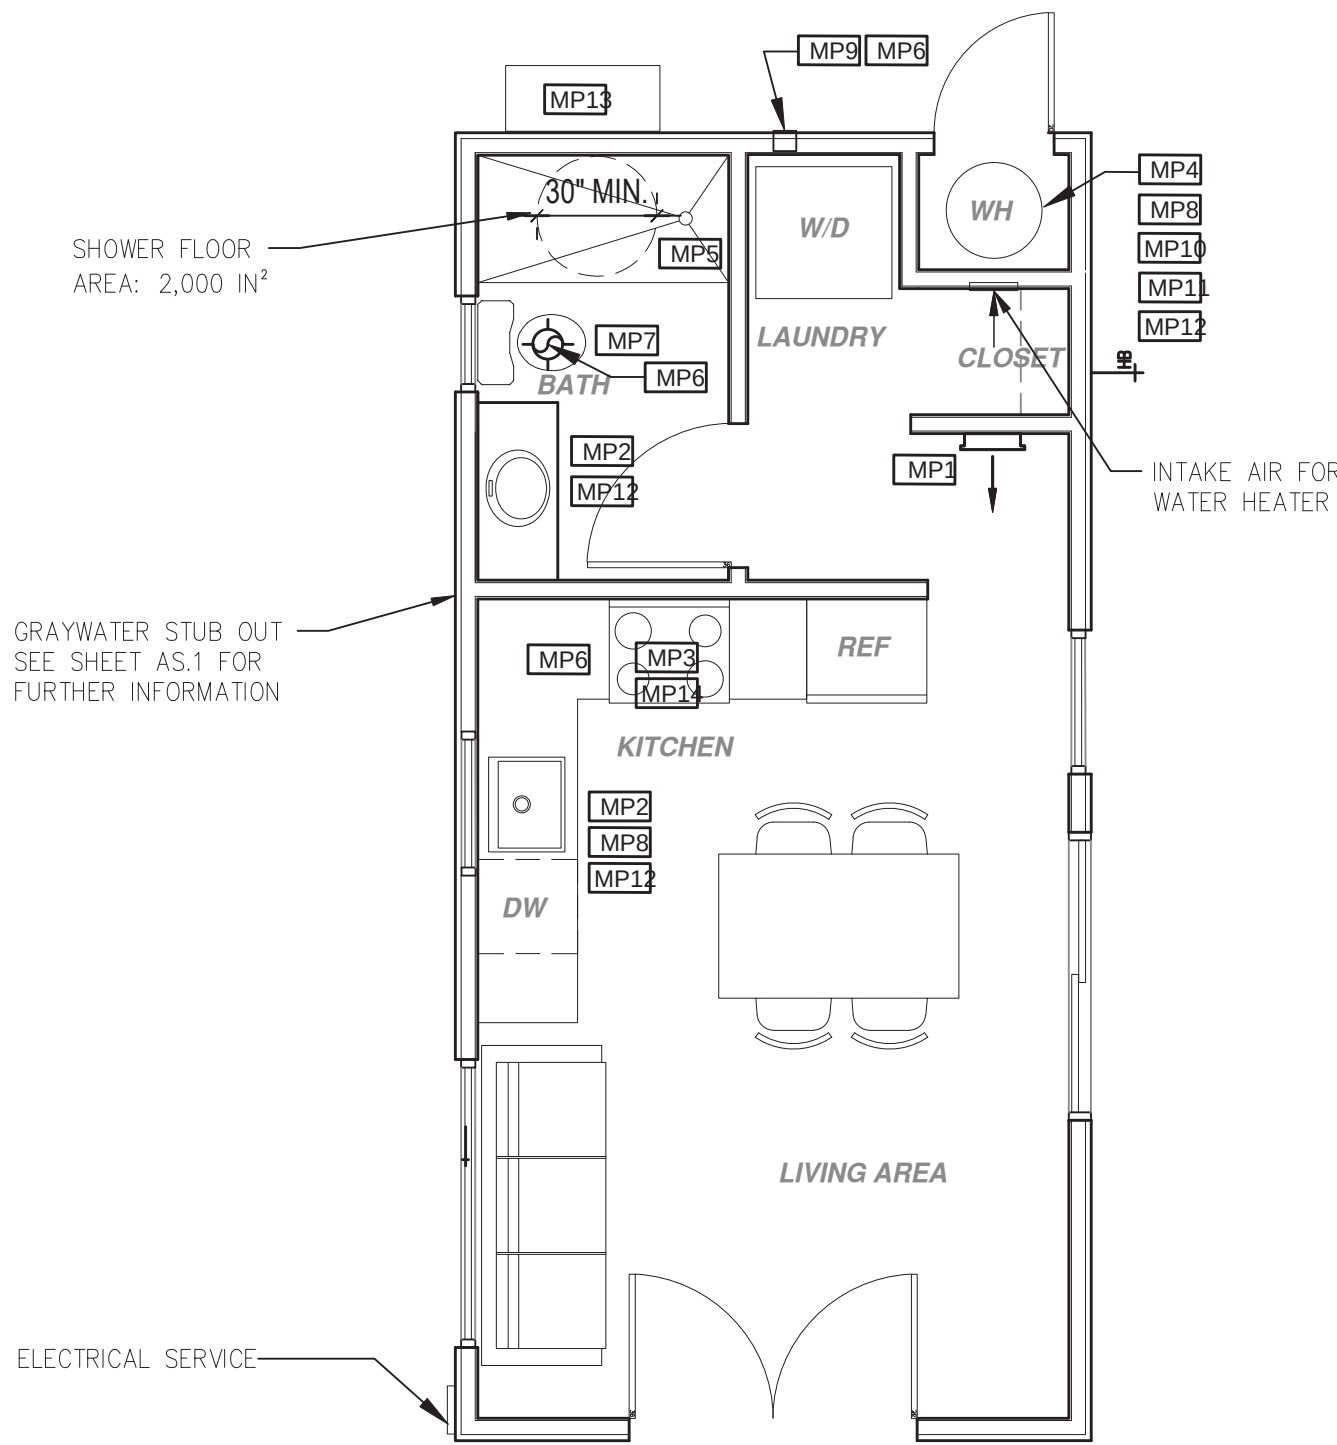 MP9 MP6
MP13
30" MIN.
MP4
WH
MP8
W/D
MP5
MP10
SHOWER FLOOR
AREA: 2,000 IN²
MP11
MP12
MP7
LAUNDRY
CLOSET
HB
MP6
BATH
MP2
MP12
MP1
INTAKE AIR FOR
WATER HEATER
GRAYWATER STUB OUT
SEE SHEET AS.1 FOR
FURTHER INFORMATION
MP6
MP3
MP14
REF
KITCHEN
MP2
MP8
MP12
DW
LIVING AREA
ELECTRICAL SERVICE